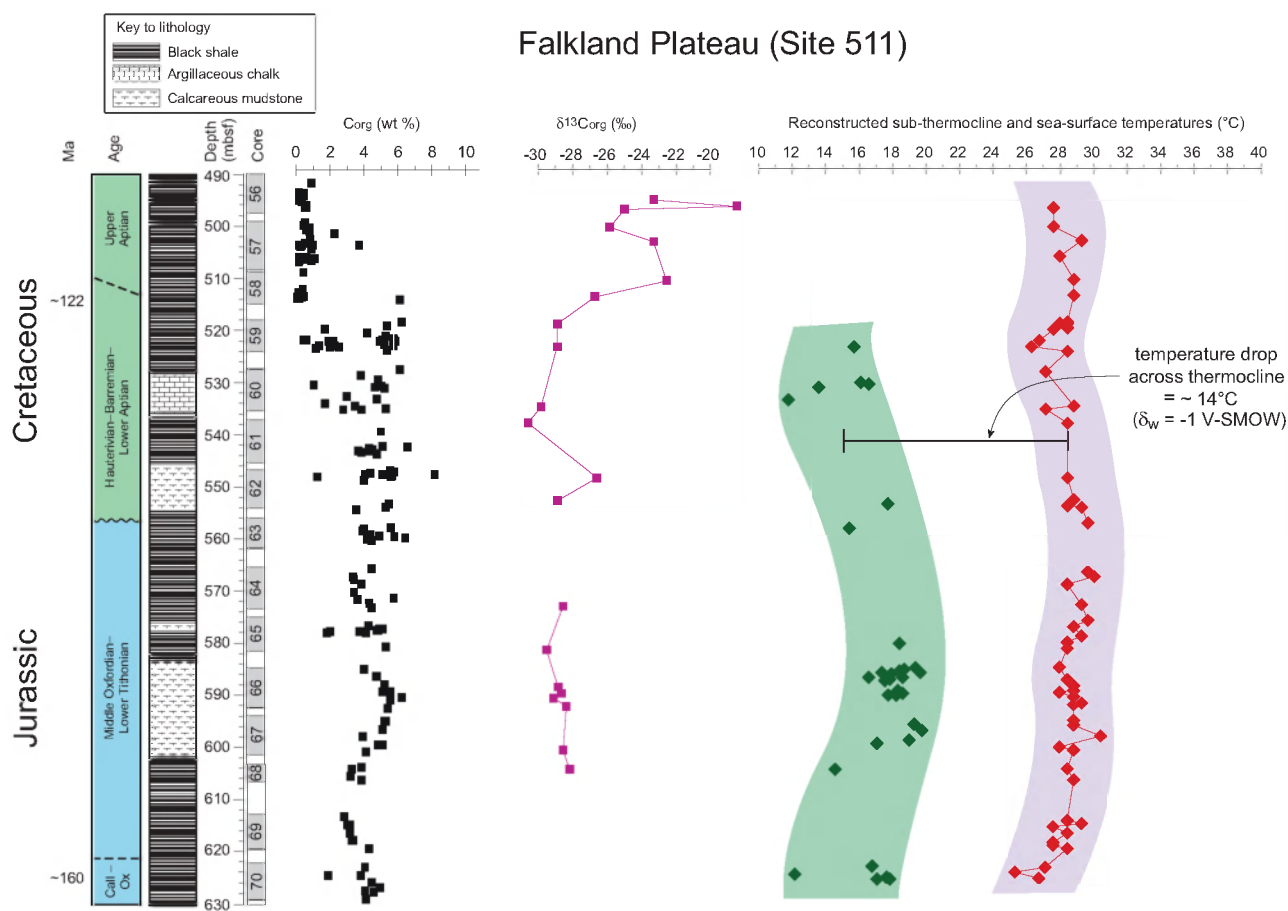 Key to lithology
Black shale
Argillaceous chalk
Calcareous mudstone
Falkland Plateau (Site 511)
Ma
Age
Depth
(mbsf)
Core
Corg (wt %)
0 2 4 6 8 10
δ13Corg (‰)
-30 -28 -26 -24 -22 -20
Reconstructed sub-thermocline and sea-surface temperatures (°C)
10 12 14 16 18 20 22 24 26 28 30 32 34 36 38 40
Cretaceous
Jurassic
~122
~160
Upper
Aptian
Hauterivian–Barremian–
Lower Aptian
Middle Oxfordian–
Lower Tithonian
Call –
Ox
490
500
510
520
530
540
550
560
570
580
590
600
610
620
630
56
57
58
59
60
61
62
63
64
65
66
67
68
69
70
temperature drop
across thermocline
= ~ 14°C
(δw = -1 V-SMOW)